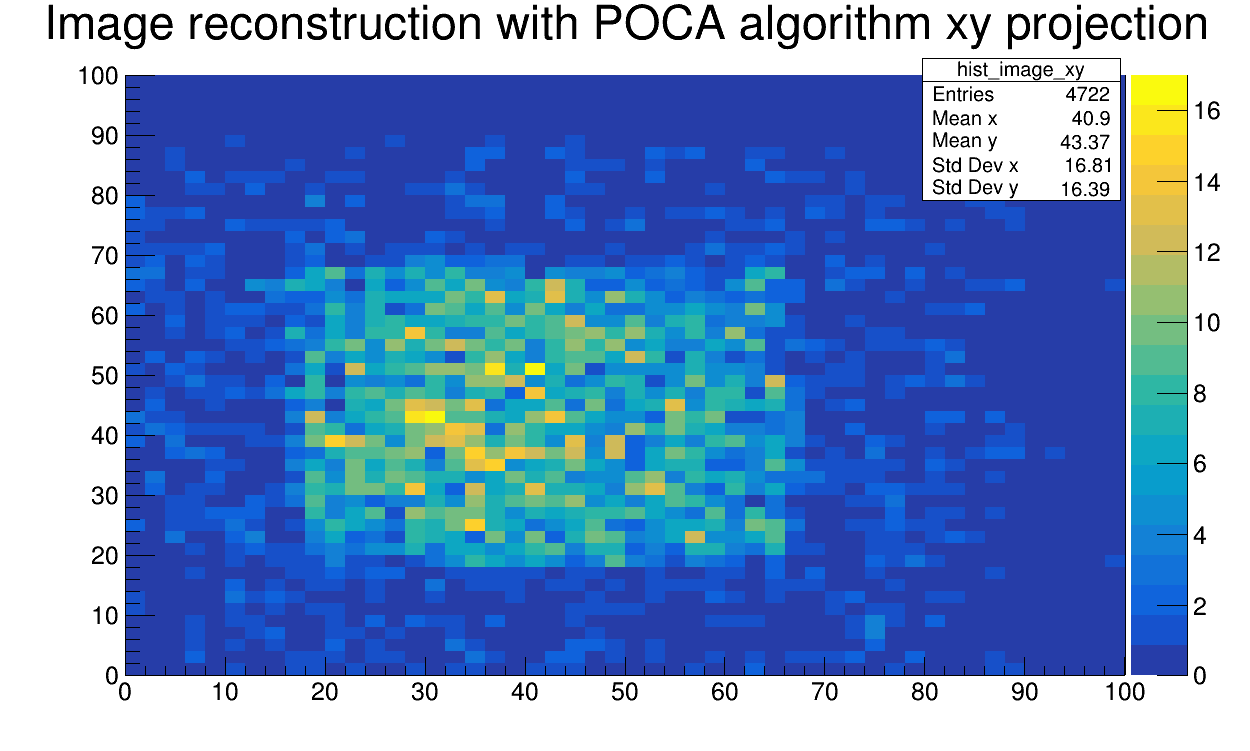 Image reconstruction with POCA algorithm xy projection
hist_image_xy
Entries 4722
Mean x 40.9
Mean y 43.37
Std Dev x 16.81
Std Dev y 16.39
100
90
80
70
60
50
40
30
20
10
0
0 10 20 30 40 50 60 70 80 90 100
16
14
12
10
8
6
4
2
0